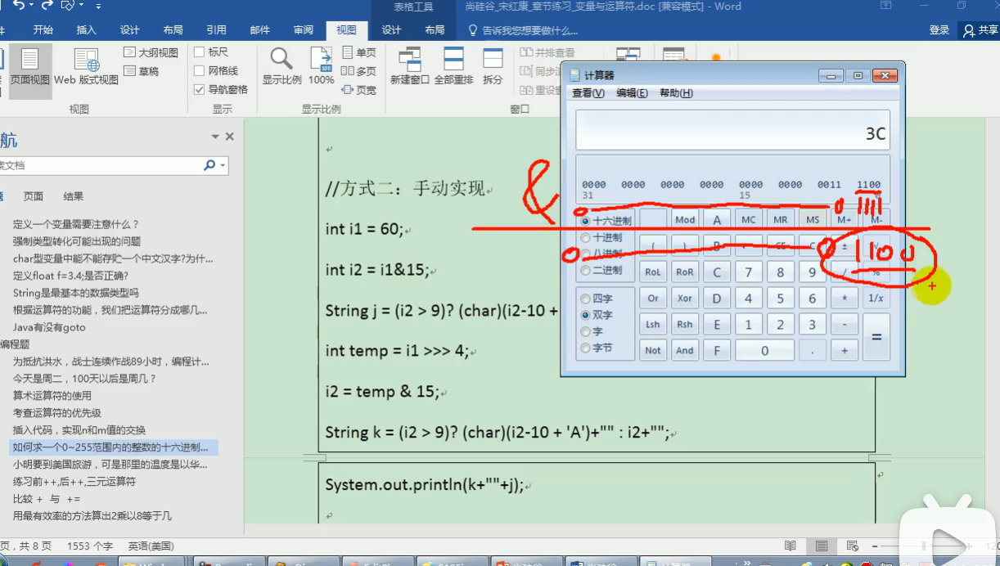 表格工具
尚硅谷_宋红康_章节练习_变量与运算符.doc [兼容模式] - Word
开始 插入 设计 布局 引用 邮件 审阅 视图 设计 布局 告诉我您想要做什么... 登录 共享
页面视图 Web 版式视图 大纲视图 草稿
标尺
网格线
导航窗格
显示比例 100% 单页 多页 页宽
新建窗口 全部重排 拆分 并排查看
视图 显示 显示比例 窗口
航
页面 结果
定义一个变量需要注意什么？
强制类型转化可能出现的问题
char型变量中能不能存贮一个中文汉字?为什...
定义float f=3.4;是否正确?
String是最基本的数据类型吗
根据运算符的功能，我们把运算符分成哪几...
Java有没有goto
编程题
为抵抗洪水，战士连续作战89小时，编程计...
今天是周二，100天以后是周几？
算术运算符的使用
考查运算符的优先级
插入代码，实现n和m值的交换
如何求一个0~255范围内的整数的十六进制...
小明要到美国旅游，可是那里的温度是以华...
练习前++,后++,三元运算符
比较 + 与 +=
用最有效率的方法算出2乘以8等于几
//方式二：手动实现
int i1 = 60;
int i2 = i1&15;
String j = (i2 > 9)? (char)(i2-10 +
int temp = i1 >>> 4;
i2 = temp & 15;
String k = (i2 > 9)? (char)(i2-10 + 'A')+"" : i2+"";
System.out.println(k+""+j);
计算器
查看(V) 编辑(E) 帮助(H)
3C
0000 0000 0000 0000 0000 0000 0011 1100
31 15 0
&
0 0 1111
0 0 1100
十六进制 Mod A MC MR MS M+ M-
十进制 ( ) B ← CE C ±
八进制
二进制 RoL RoR C 7 8 9 / %
四字 Or Xor D 4 5 6 * 1/x
双字
字 Lsh Rsh E 1 2 3 - =
字节 Not And F 0 . +
页，共 8 页 1553 个字 英语(美国)